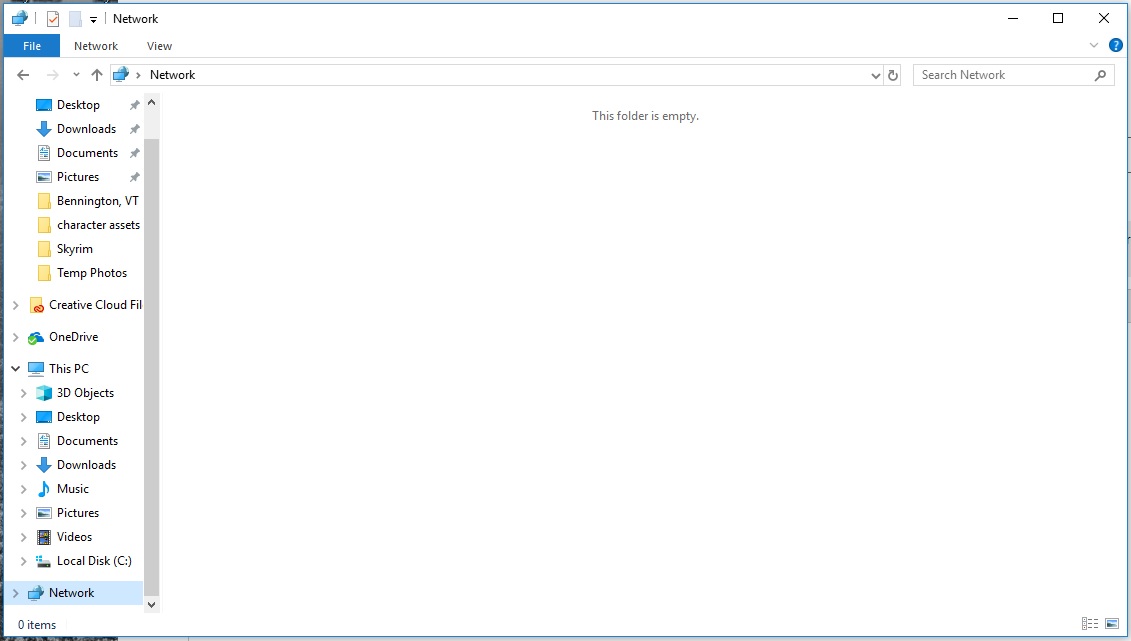 Network
File Network View
Network
Search Network
This folder is empty.
Desktop
Downloads
Documents
Pictures
Bennington, VT
character assets
Skyrim
Temp Photos
Creative Cloud Fil
OneDrive
This PC
3D Objects
Desktop
Documents
Downloads
Music
Pictures
Videos
Local Disk (C:)
Network
0 items